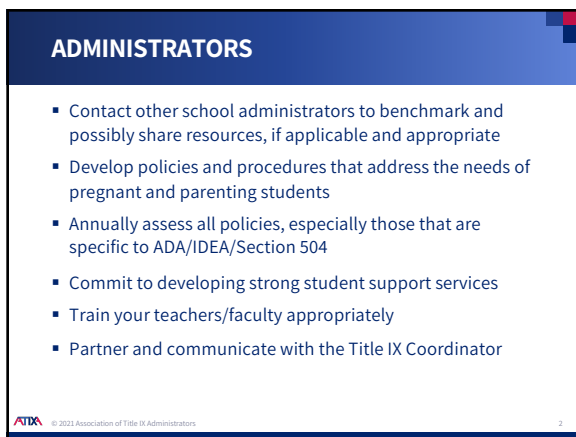 ADMINISTRATORS
▪ Contact other school administrators to benchmark and
possibly share resources, if applicable and appropriate
▪ Develop policies and procedures that address the needs of
pregnant and parenting students
▪ Annually assess all policies, especially those that are
specific to ADA/IDEA/Section 504
▪ Commit to developing strong student support services
▪ Train your teachers/faculty appropriately
▪ Partner and communicate with the Title IX Coordinator
ATIXA © 2021 Association of Title IX Administrators 2